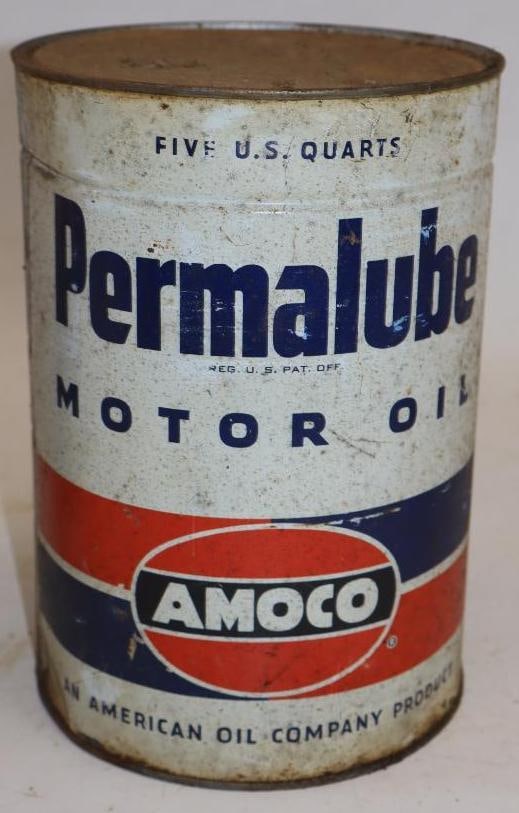 FIVE U.S. QUARTS
Permalube
REG. U.S. PAT. OFF
MOTOR OIL
AMOCO
®
AN AMERICAN OIL COMPANY PRODUCT